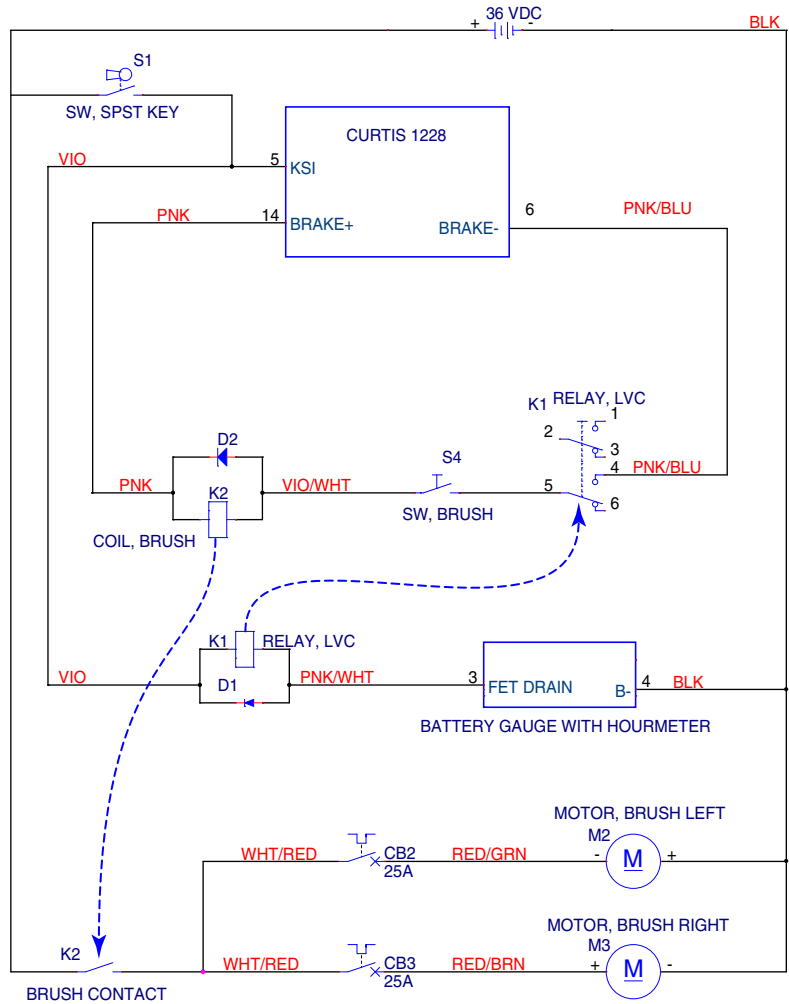 + 36 VDC -
BLK
S1
SW, SPST KEY
CURTIS 1228
VIO
5
KSI
PNK
14
BRAKE+
BRAKE-
6
PNK/BLU
K1
RELAY, LVC
1
2
3
4
PNK/BLU
5
6
D2
PNK
K2
VIO/WHT
COIL, BRUSH
S4
SW, BRUSH
K1
RELAY, LVC
VIO
D1
PNK/WHT
3
FET DRAIN
B-
4
BLK
BATTERY GAUGE WITH HOURMETER
MOTOR, BRUSH LEFT
M2
WHT/RED
CB2
25A
RED/GRN
-
M
+
MOTOR, BRUSH RIGHT
M3
K2
BRUSH CONTACT
WHT/RED
CB3
25A
RED/BRN
+
M
-